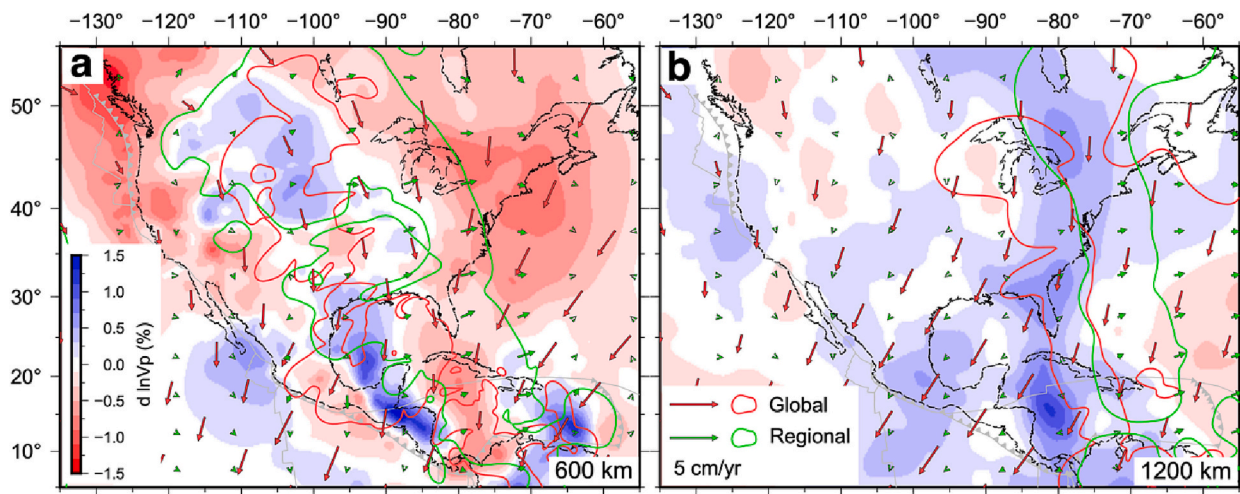 −130° −120° −110° −100° −90° −80° −70° −60° −130° −120° −110° −100° −90° −80° −70° −60°
a b
50°
40°
30°
20°
10°
1.5
1.0
0.5
0.0
−0.5
−1.0
−1.5
d lnVp (%)
600 km
Global
Regional
5 cm/yr
1200 km